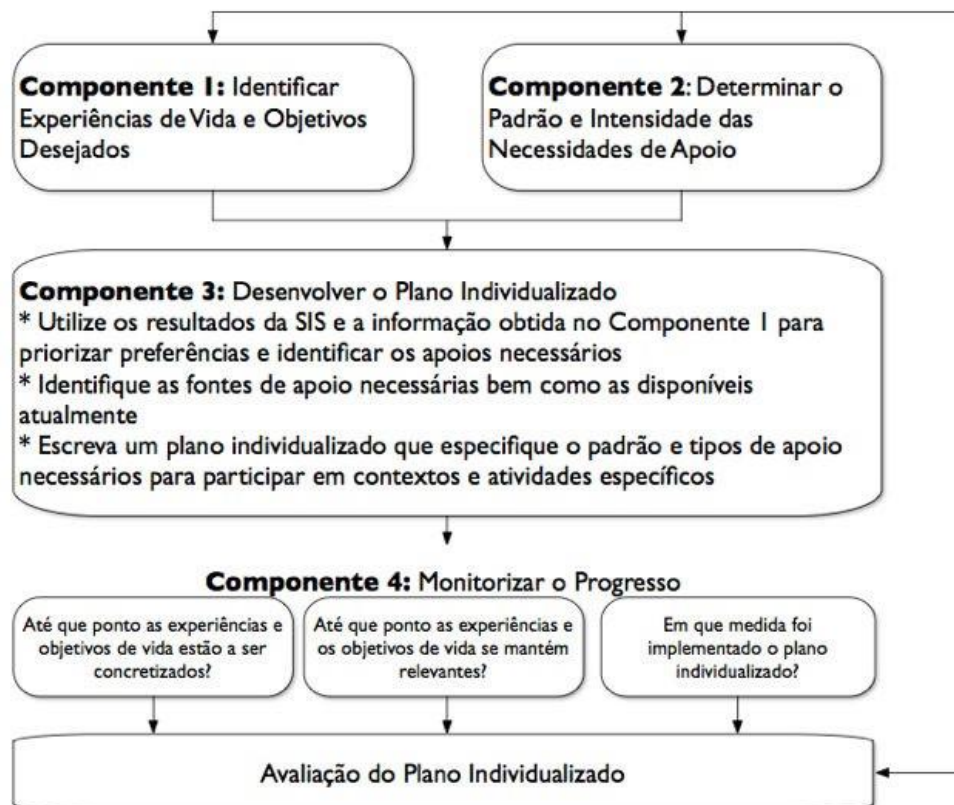 Componente 1: Identificar
Experiências de Vida e Objetivos
Desejados
Componente 2: Determinar o
Padrão e Intensidade das
Necessidades de Apoio
Componente 3: Desenvolver o Plano Individualizado
* Utilize os resultados da SIS e a informação obtida no Componente 1 para
priorizar preferências e identificar os apoios necessários
* Identifique as fontes de apoio necessárias bem como as disponíveis
atualmente
* Escreva um plano individualizado que especifique o padrão e tipos de apoio
necessários para participar em contextos e atividades específicos
Componente 4: Monitorizar o Progresso
Até que ponto as experiências e
objetivos de vida estão a ser
concretizados?
Até que ponto as experiências e
os objetivos de vida se mantém
relevantes?
Em que medida foi
implementado o plano
individualizado?
Avaliação do Plano Individualizado